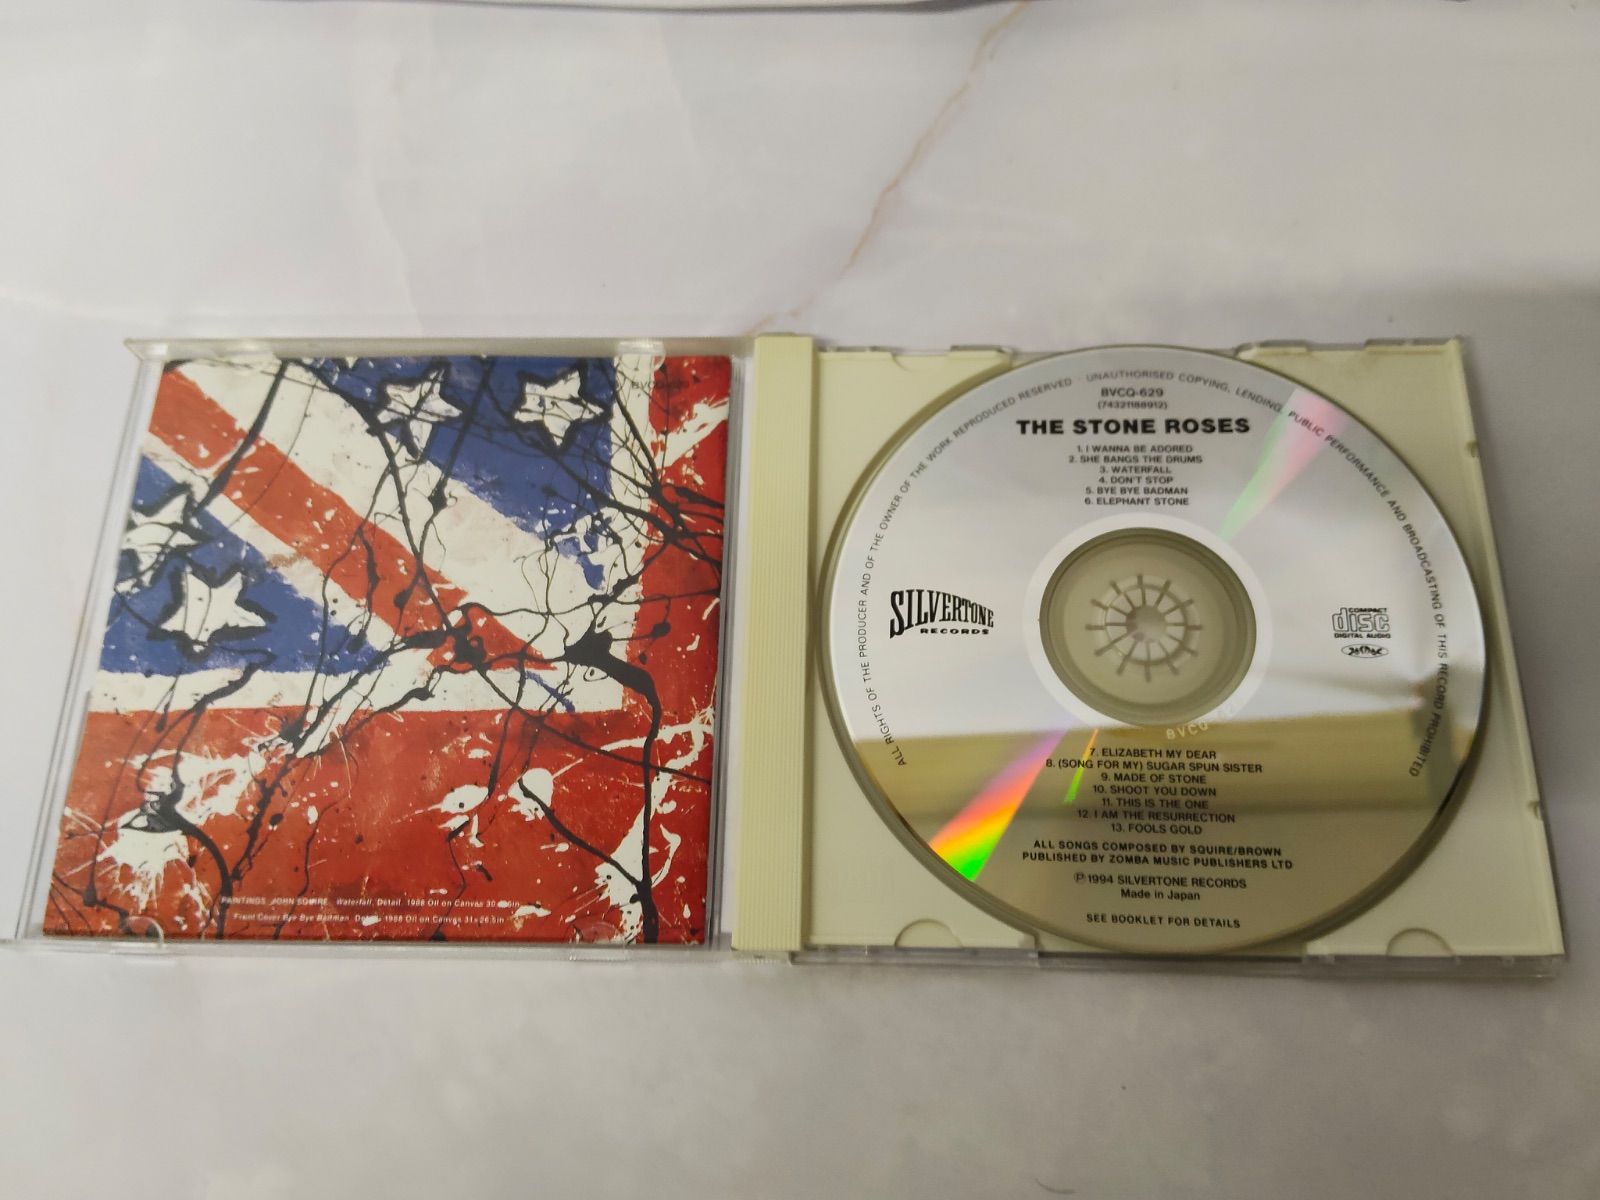 BVCQ-629
PAINTINGS JOHN SQUIRE Waterfall, Detail. 1988 Oil on Canvas
Front Cover Bye Bye Badman. Detail. 1988 Oil on Canvas 31x26.5in
ALL RIGHTS OF THE PRODUCER AND OF THE OWNER OF THE WORK REPRODUCED RESERVED · UNAUTHORISED COPYING, LENDING, PUBLIC PERFORMANCE AND BROADCASTING OF THIS RECORD PROHIBITED
BVCQ-629
(74321188912)
THE STONE ROSES
1. I WANNA BE ADORED
2. SHE BANGS THE DRUMS
3. WATERFALL
4. DON'T STOP
5. BYE BYE BADMAN
6. ELEPHANT STONE
SILVERTONE
RECORDS
COMPACT
disc
DIGITAL AUDIO
BVCQ
7. ELIZABETH MY DEAR
8. (SONG FOR MY) SUGAR SPUN SISTER
9. MADE OF STONE
10. SHOOT YOU DOWN
11. THIS IS THE ONE
12. I AM THE RESURRECTION
13. FOOLS GOLD
ALL SONGS COMPOSED BY SQUIRE/BROWN
PUBLISHED BY ZOMBA MUSIC PUBLISHERS LTD
Ⓟ 1994 SILVERTONE RECORDS
Made in Japan
SEE BOOKLET FOR DETAILS